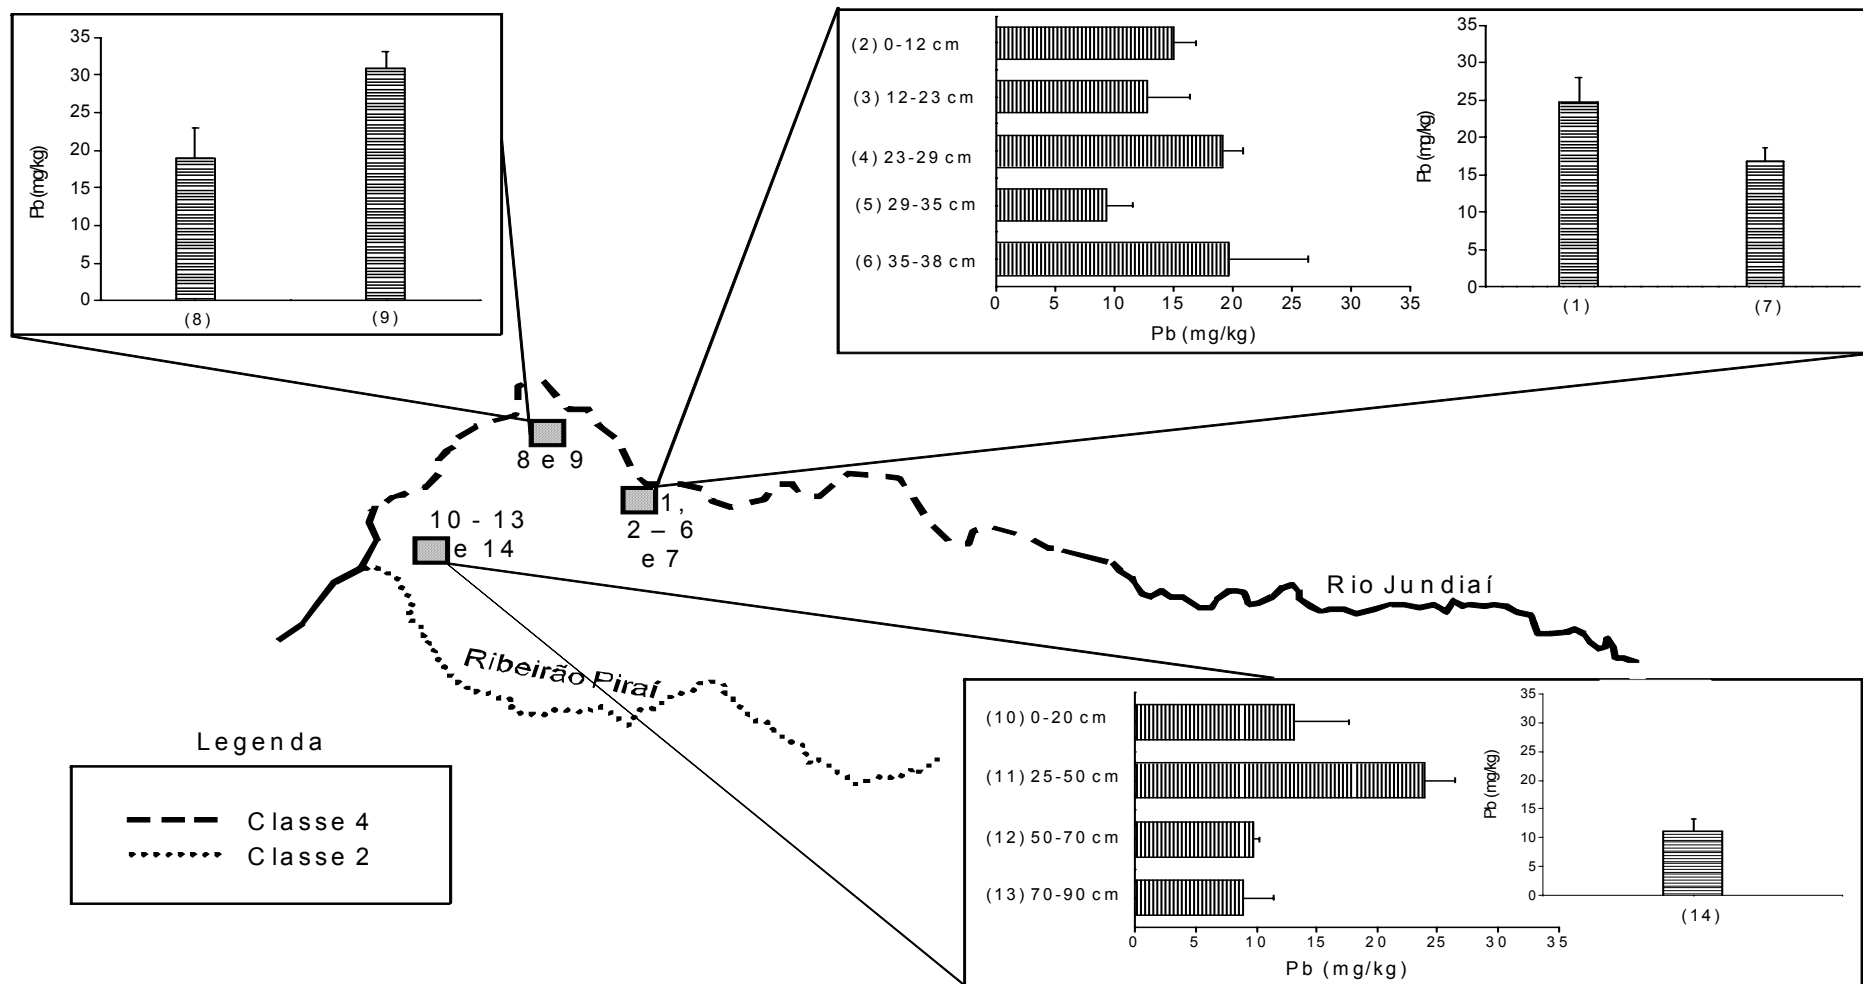 35
30
25
20
15
10
5
0
Pb (mg/kg)
(8)
(9)
(2) 0-12 cm
(3) 12-23 cm
(4) 23-29 cm
(5) 29-35 cm
(6) 35-38 cm
0 5 10 15 20 25 30 35
Pb (mg/kg)
35
30
25
20
15
10
5
0
Pb (mg/kg)
(1)
(7)
8 e 9
1,
2 – 6
e 7
10 - 13
e 14
Rio Jundiaí
Ribeirão Piraí
Legenda
Classe 4
Classe 2
(10) 0-20 cm
(11) 25-50 cm
(12) 50-70 cm
(13) 70-90 cm
0 5 10 15 20 25 30 35
Pb (mg/kg)
35
30
25
20
15
10
5
0
Pb (mg/kg)
(14)